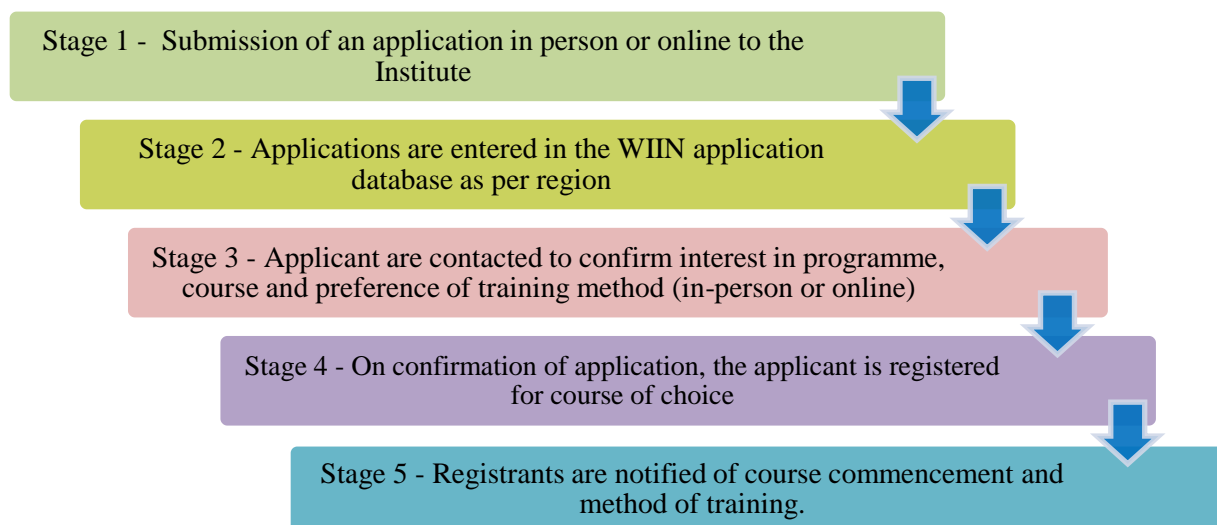 Stage 1 - Submission of an application in person or online to the
Institute
Stage 2 - Applications are entered in the WIIN application
database as per region
Stage 3 - Applicant are contacted to confirm interest in programme,
course and preference of training method (in-person or online)
Stage 4 - On confirmation of application, the applicant is registered
for course of choice
Stage 5 - Registrants are notified of course commencement and
method of training.